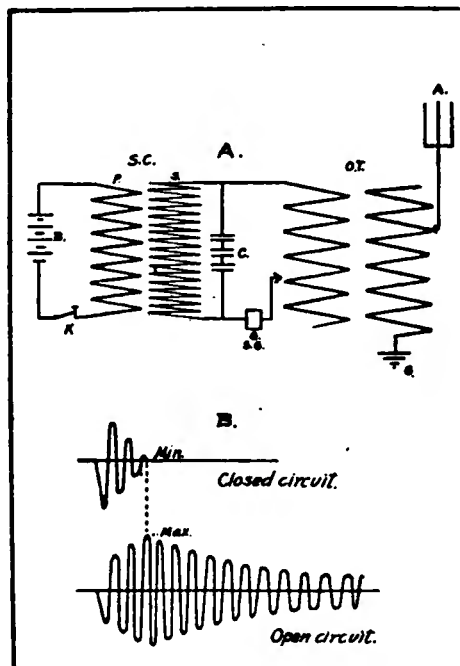 A.
S.C.
A.
O.T.
P.
S.
B.
C.
K
S.G.
G.
B.
Min.
Closed circuit.
Max.
Open circuit.